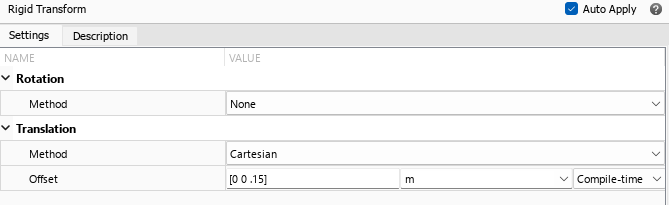 Rigid Transform
Auto Apply
Settings
Description
NAME VALUE
Rotation
Method None
Translation
Method Cartesian
Offset [0 0 .15] m Compile-time